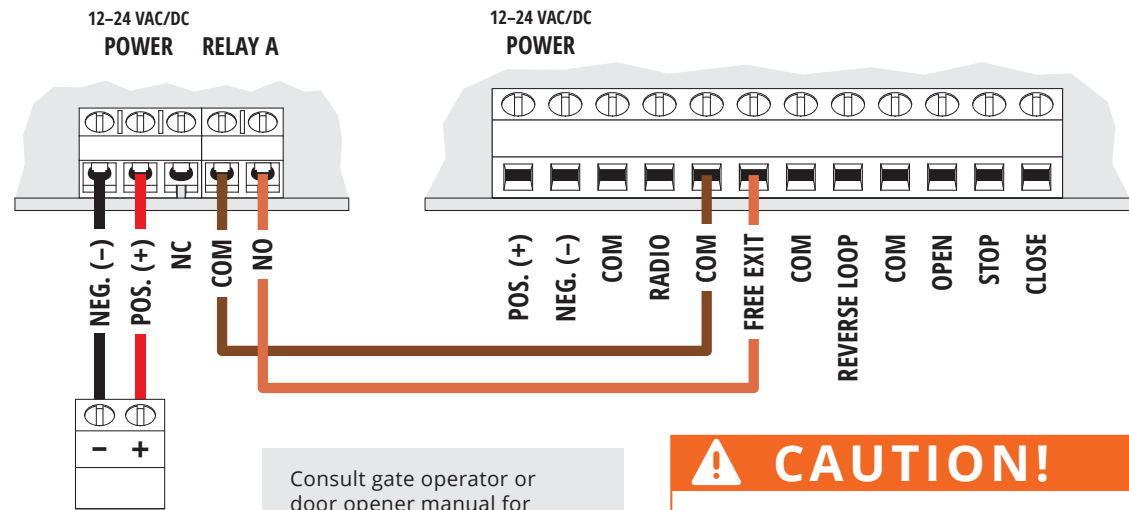 12–24 VAC/DC
POWER
RELAY A
NEG. (–)
POS. (+)
NC
COM
NO
– +
12–24 VAC/DC
POWER
POS. (+)
NEG. (–)
COM
RADIO
COM
FREE EXIT
COM
REVERSE LOOP
COM
OPEN
STOP
CLOSE
Consult gate operator or
door opener manual for
CAUTION!